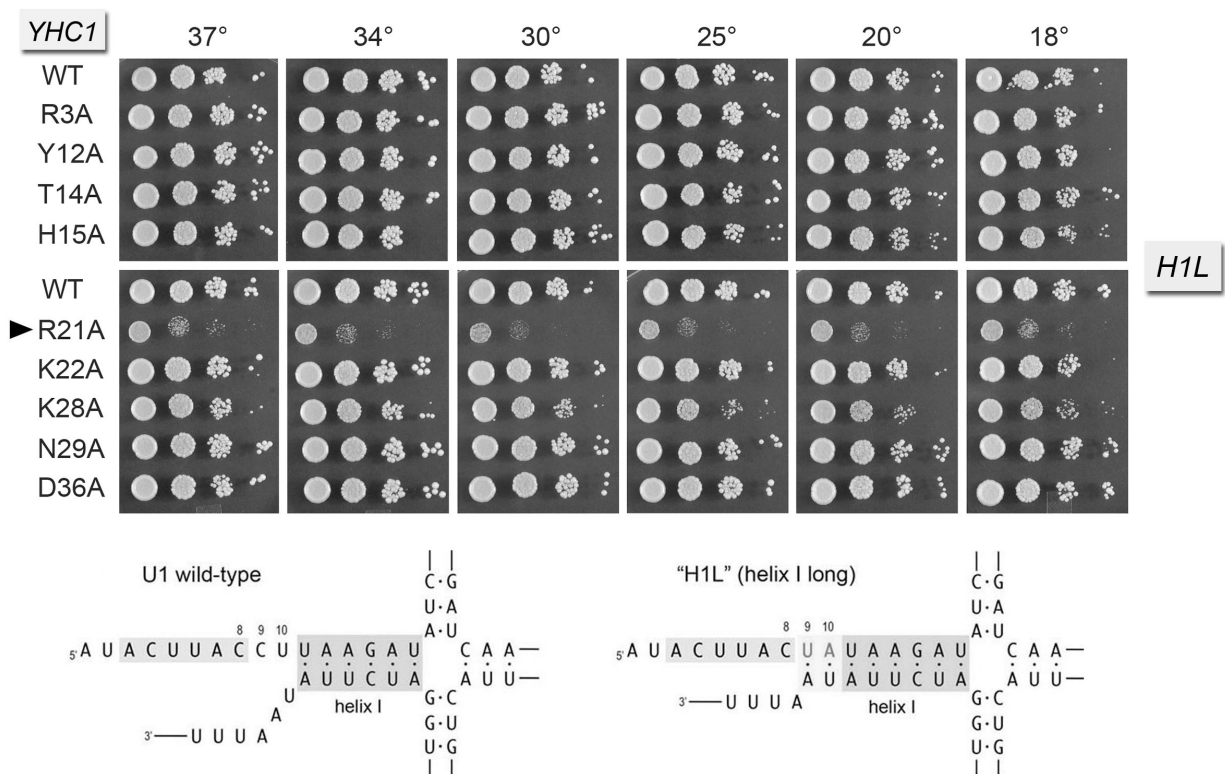 YHC1
37° 34° 30° 25° 20° 18°
WT
R3A
Y12A
T14A
H15A
H1L
WT
R21A
K22A
K28A
N29A
D36A
U1 wild-type
C·G
U·A
A·U
8 9 10
5' A U A C U U A C C U U A A G A U C A A
A U U C U A A U U
U
A
helix I
3' U U U A
G·C
G·U
U·G
"H1L" (helix I long)
C·G
U·A
A·U
8 9 10
5' A U A C U U A C U A U A A G A U C A A
A U A U U C U A A U U
3' U U U A
helix I
G·C
G·U
U·G